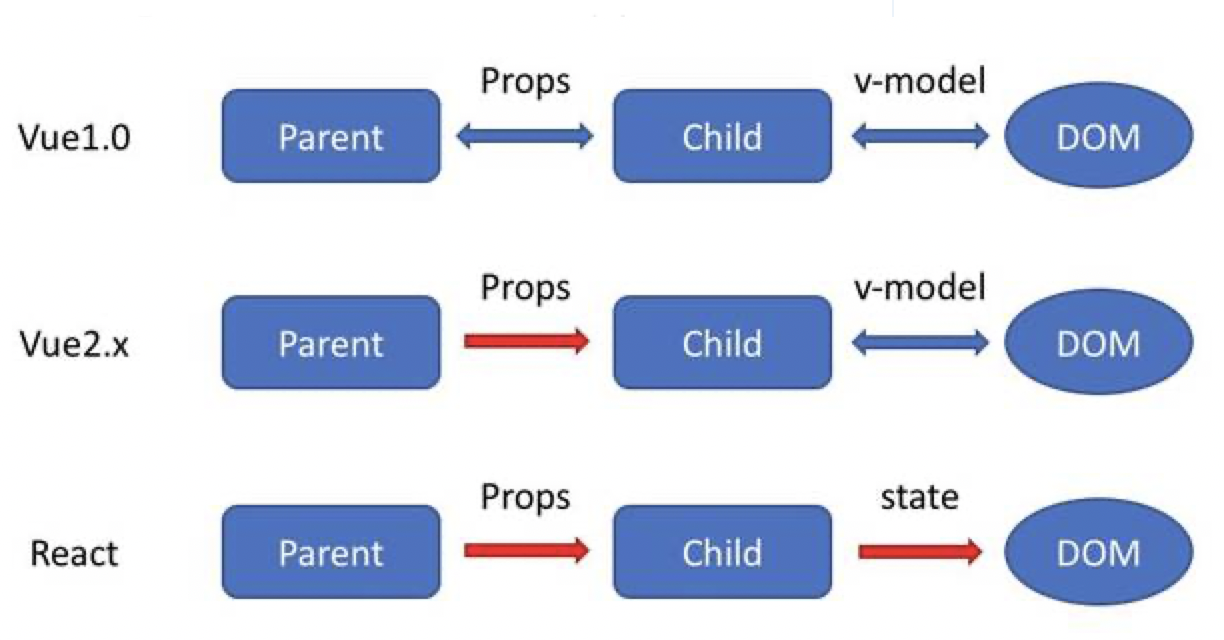 Props v-model
Vue1.0 Parent Child DOM
Props v-model
Vue2.x Parent Child DOM
Props state
React Parent Child DOM